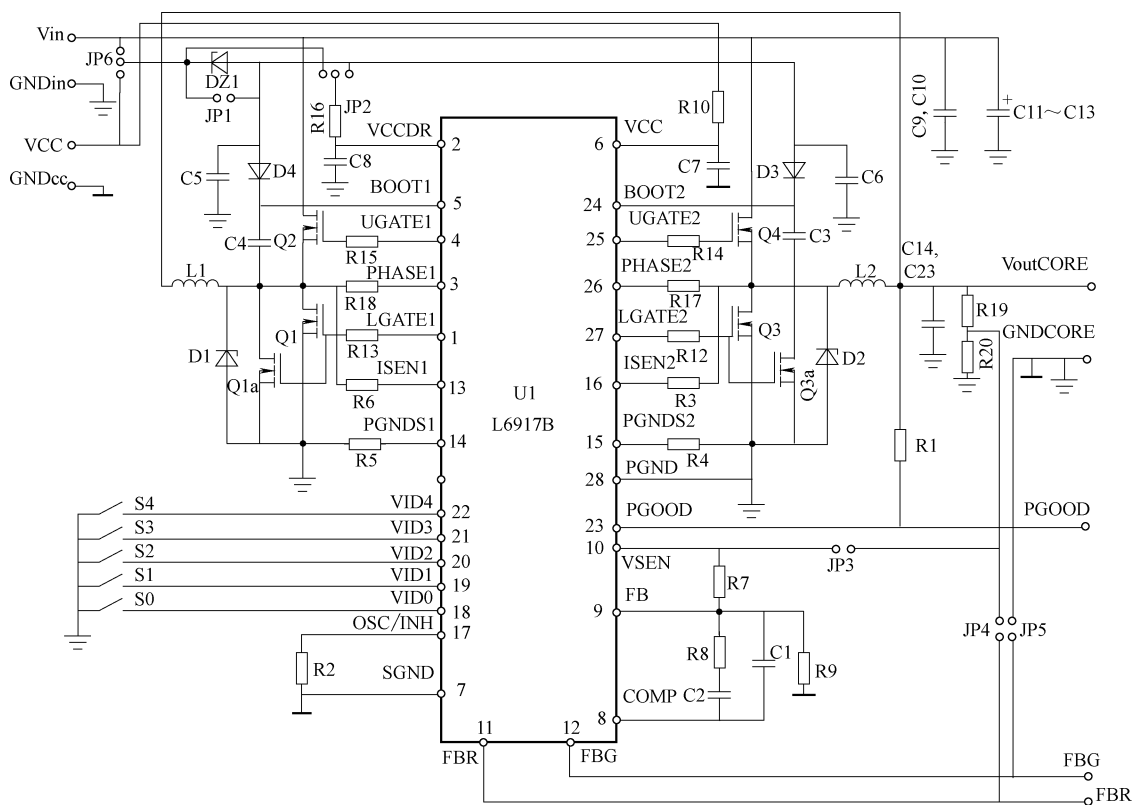 Vin
JP6
GNDin
DZ1
JP1
R16
JP2
VCC
GNDcc
VCCDR
2
C8
C5
D4
BOOT1
5
UGATE1
4
C4
Q2
R15
L1
PHASE1
3
R18
LGATE1
1
Q1
R13
D1
Q1a
ISEN1
13
R6
PGNDS1
14
R5
S4
VID4
22
S3
VID3
21
S2
VID2
20
S1
VID1
19
S0
VID0
18
OSC/INH
17
R2
SGND
7
U1
L6917B
11
FBR
12
FBG
R10
VCC
6
C7
D3
C6
BOOT2
24
UGATE2
25
R14
Q4
C3
PHASE2
26
R17
LGATE2
27
R12
Q3
ISEN2
16
R3
Q3a
D2
PGNDS2
15
R4
PGND
28
PGOOD
23
10
VSEN
JP3
R7
FB
9
R8
C1
R9
COMP
C2
8
C9, C10
+
C11～C13
L2
C14,
C23
VoutCORE
R19
GNDCORE
R20
R1
PGOOD
JP4
JP5
FBG
FBR